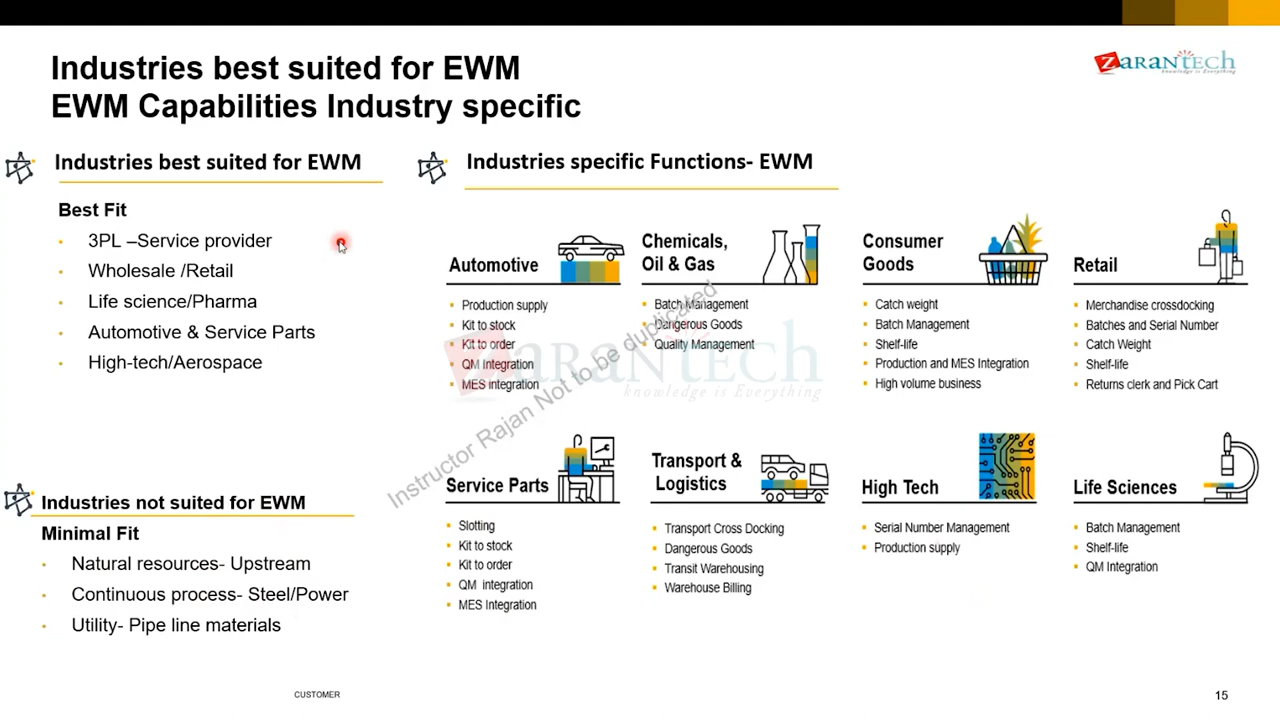 Industries best suited for EWM
EWM Capabilities Industry specific
ZaranTech
knowledge is Everything
Industries best suited for EWM
Best Fit
3PL –Service provider
Wholesale /Retail
Life science/Pharma
Automotive & Service Parts
High-tech/Aerospace
Industries not suited for EWM
Minimal Fit
Natural resources- Upstream
Continuous process- Steel/Power
Utility- Pipe line materials
Industries specific Functions- EWM
Automotive
Production supply
Kit to stock
Kit to order
QM Integration
MES integration
Chemicals,
Oil & Gas
Batch Management
Dangerous Goods
Quality Management
Consumer
Goods
Catch weight
Batch Management
Shelf-life
Production and MES Integration
High volume business
Retail
Merchandise crossdocking
Batches and Serial Number
Catch Weight
Shelf-life
Returns clerk and Pick Cart
Service Parts
Slotting
Kit to stock
Kit to order
QM integration
MES Integration
Transport &
Logistics
Transport Cross Docking
Dangerous Goods
Transit Warehousing
Warehouse Billing
High Tech
Serial Number Management
Production supply
Life Sciences
Batch Management
Shelf-life
QM Integration
ZaranTech
knowledge is Everything
Instructor Rajan Not to be duplicated
CUSTOMER
15